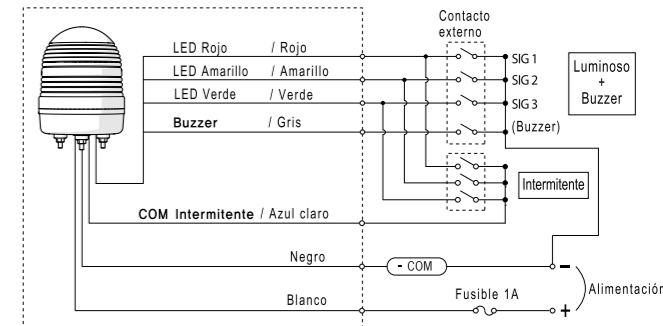 Contacto
externo
LED Rojo / Rojo
SIG 1
LED Amarillo / Amarillo
SIG 2
LED Verde / Verde
SIG 3
Buzzer / Gris
(Buzzer)
Luminoso
+
Buzzer
Intermitente
COM Intermitente / Azul claro
Negro
- COM
−
Alimentación
Blanco
Fusible 1A
+